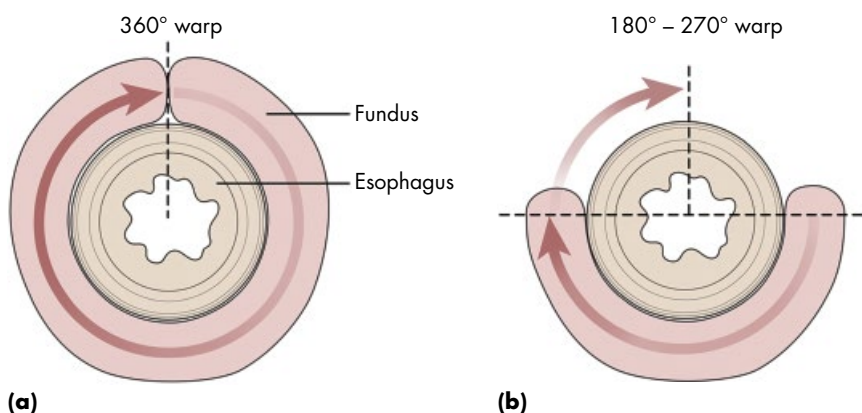 360° warp
180° – 270° warp
Fundus
Esophagus
(a)
(b)